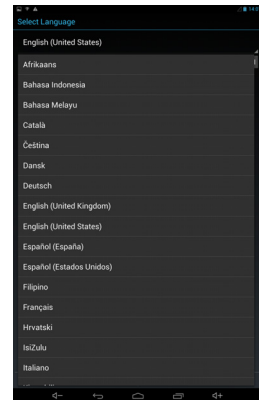 Select Language
English (United States)
Afrikaans
Bahasa Indonesia
Bahasa Melayu
Català
Čeština
Dansk
Deutsch
English (United Kingdom)
English (United States)
Español (España)
Español (Estados Unidos)
Filipino
Français
Hrvatski
IsiZulu
Italiano